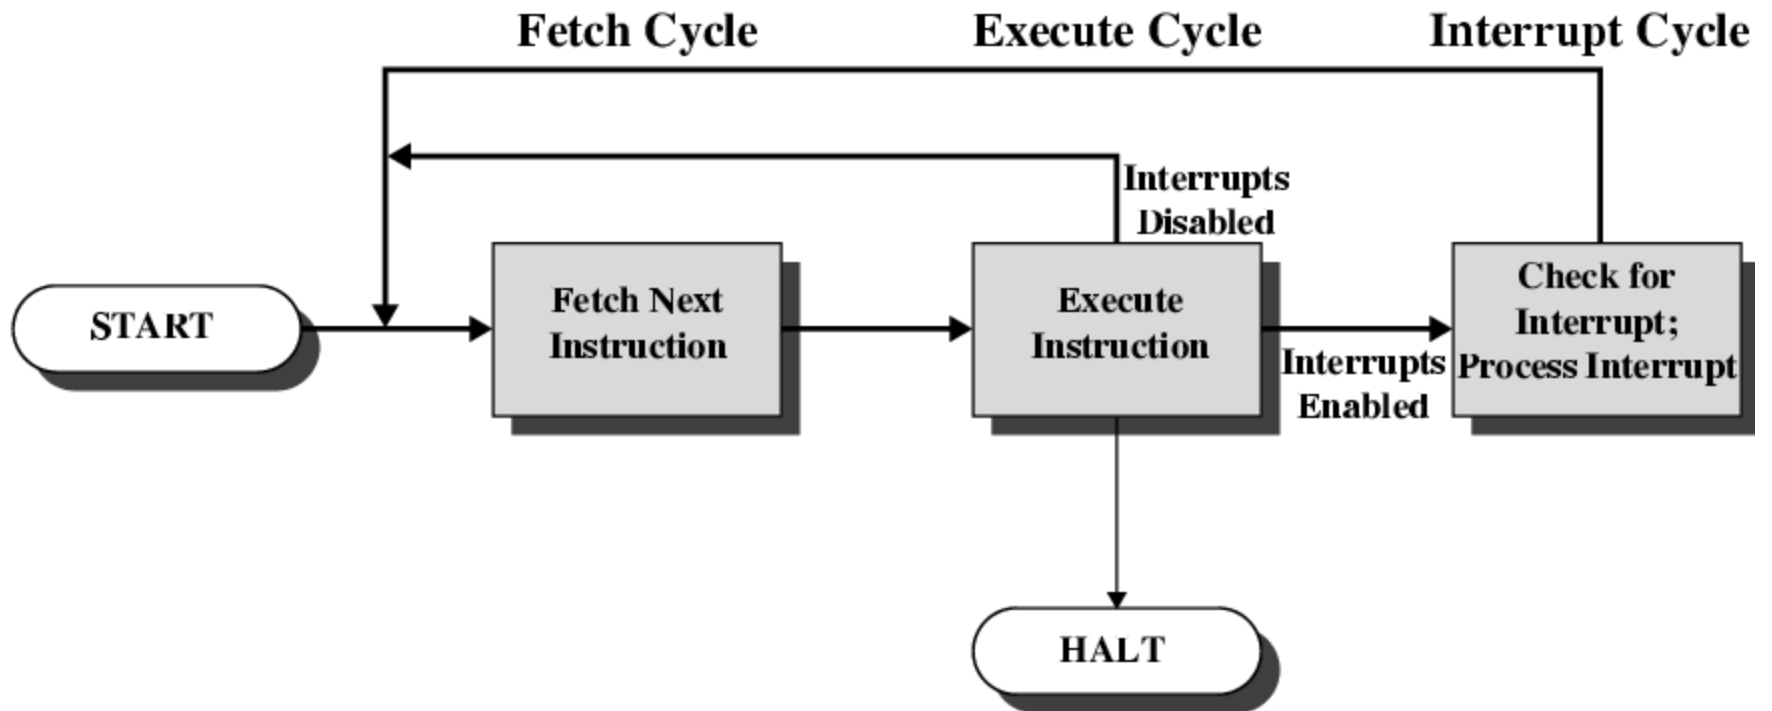 Fetch Cycle
Execute Cycle
Interrupt Cycle
Interrupts
Disabled
START
Fetch Next
Instruction
Execute
Instruction
Interrupts
Enabled
Check for
Interrupt;
Process Interrupt
HALT